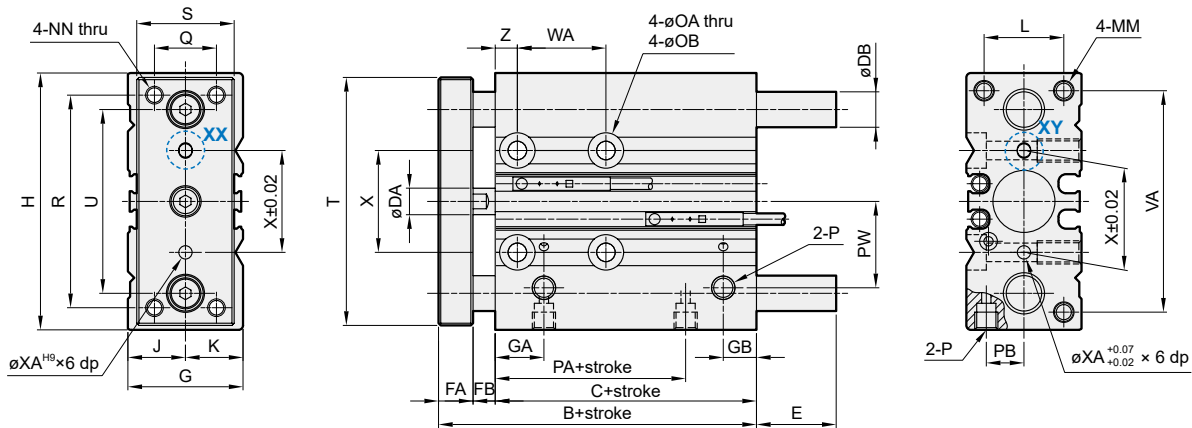 S
4-NN thru
Q
XX
H
R
U
X±0.02
J
K
G
øXA H9 ×6 dp
Z
WA
4-øOA thru
4-øOB
øDB
T
X
øDA
2-P
PW
GA
GB
PA+stroke
FA
FB
C+stroke
B+stroke
E
L
4-MM
XY
X±0.02
VA
2-P
PB
øXA +0.07 +0.02 × 6 dp